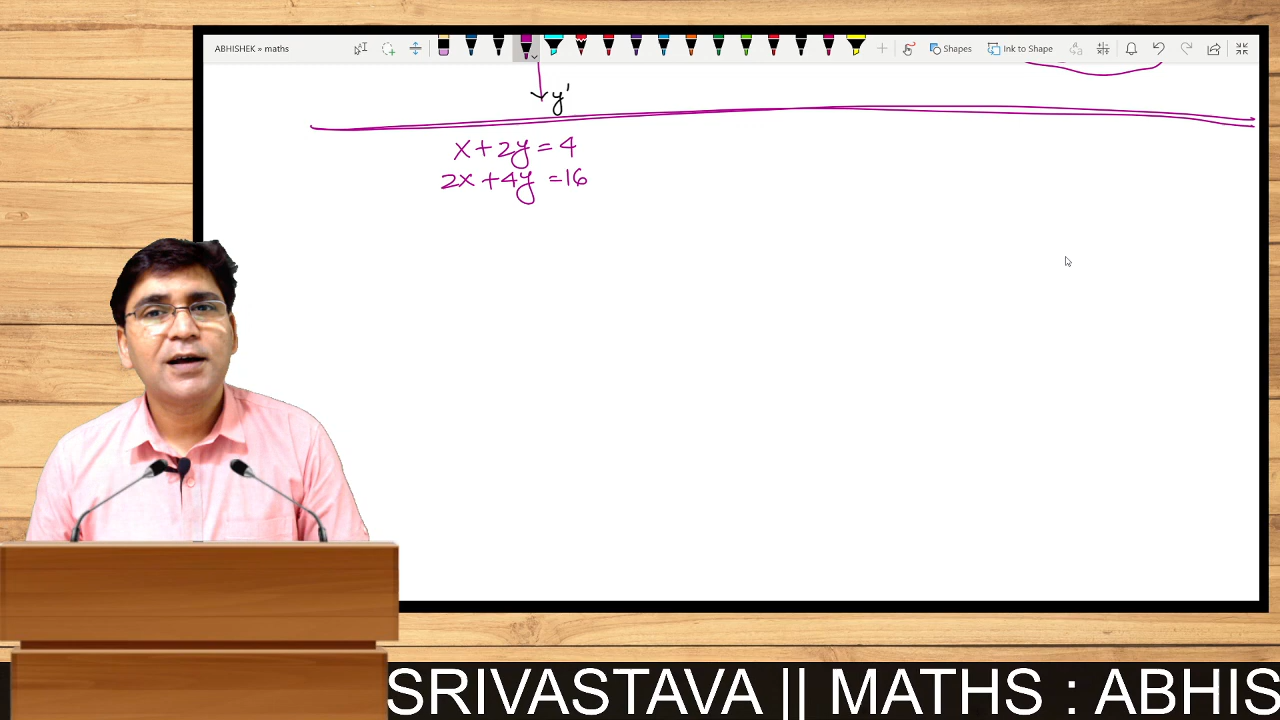 ABHISHEK » maths
Shapes
Ink to Shape
y'
x + 2y = 4
2x + 4y = 16
SRIVASTAVA || MATHS : ABHIS